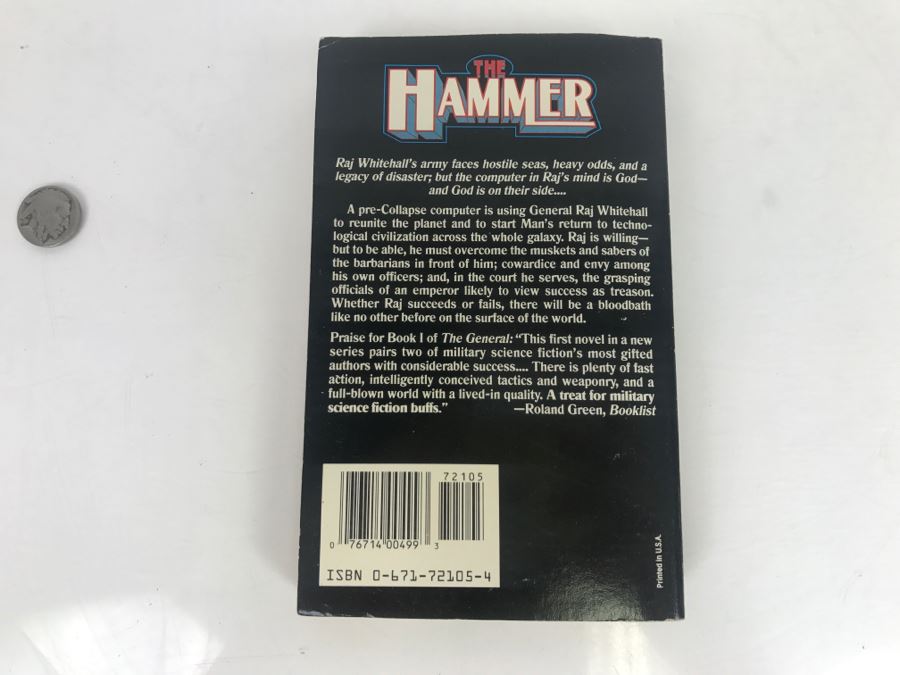 THE
HAMMER
Raj Whitehall's army faces hostile seas, heavy odds, and a
legacy of disaster; but the computer in Raj's mind is God—
and God is on their side....
A pre-Collapse computer is using General Raj Whitehall
to reunite the planet and to start Man's return to techno-
logical civilization across the whole galaxy. Raj is willing—
but to be able, he must overcome the muskets and sabers of
the barbarians in front of him; cowardice and envy among
his own officers; and, in the court he serves, the grasping
officials of an emperor likely to view success as treason.
Whether Raj succeeds or fails, there will be a bloodbath
like no other before on the surface of the world.
Praise for Book I of The General: "This first novel in a new
series pairs two of military science fiction's most gifted
authors with considerable success.... There is plenty of fast
action, intelligently conceived tactics and weaponry, and a
full-blown world with a lived-in quality. A treat for military
science fiction buffs." —Roland Green, Booklist
72105
0 76714 00499 3
ISBN 0-671-72105-4
Printed in U.S.A.